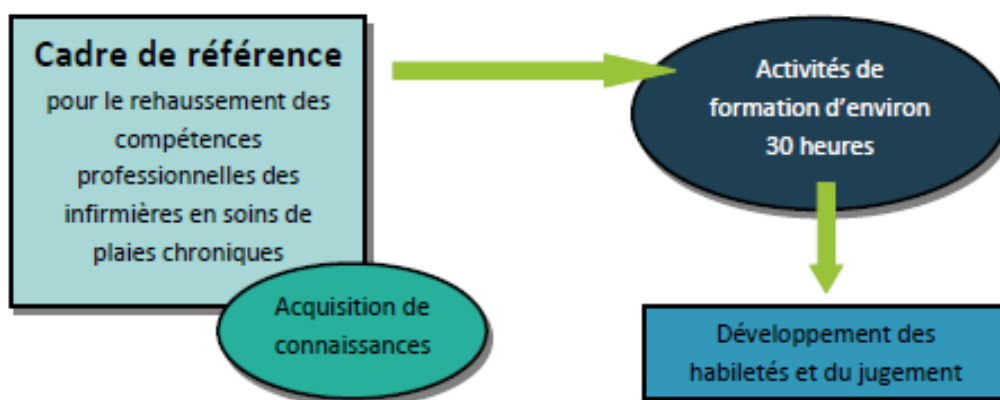 Cadre de référence
pour le rehaussement des
compétences
professionnelles des
infirmières en soins de
plaies chroniques
Acquisition de
connaissances
Activités de
formation d'environ
30 heures
Développement des
habiletés et du jugement